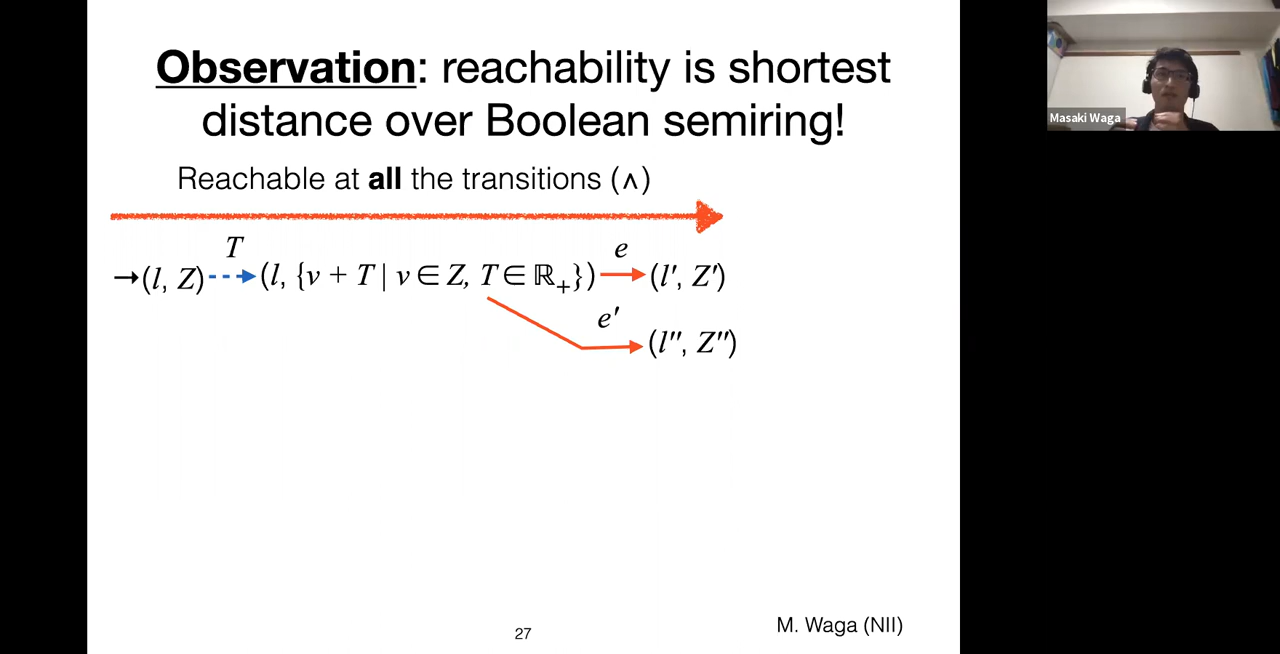 Observation: reachability is shortest
distance over Boolean semiring!
Masaki Waga
Reachable at all the transitions (∧)
T
e
→(l, Z) (l, {ν + T | ν ∈ Z, T ∈ ℝ₊}) (l′, Z′)
e′
(l″, Z″)
27
M. Waga (NII)